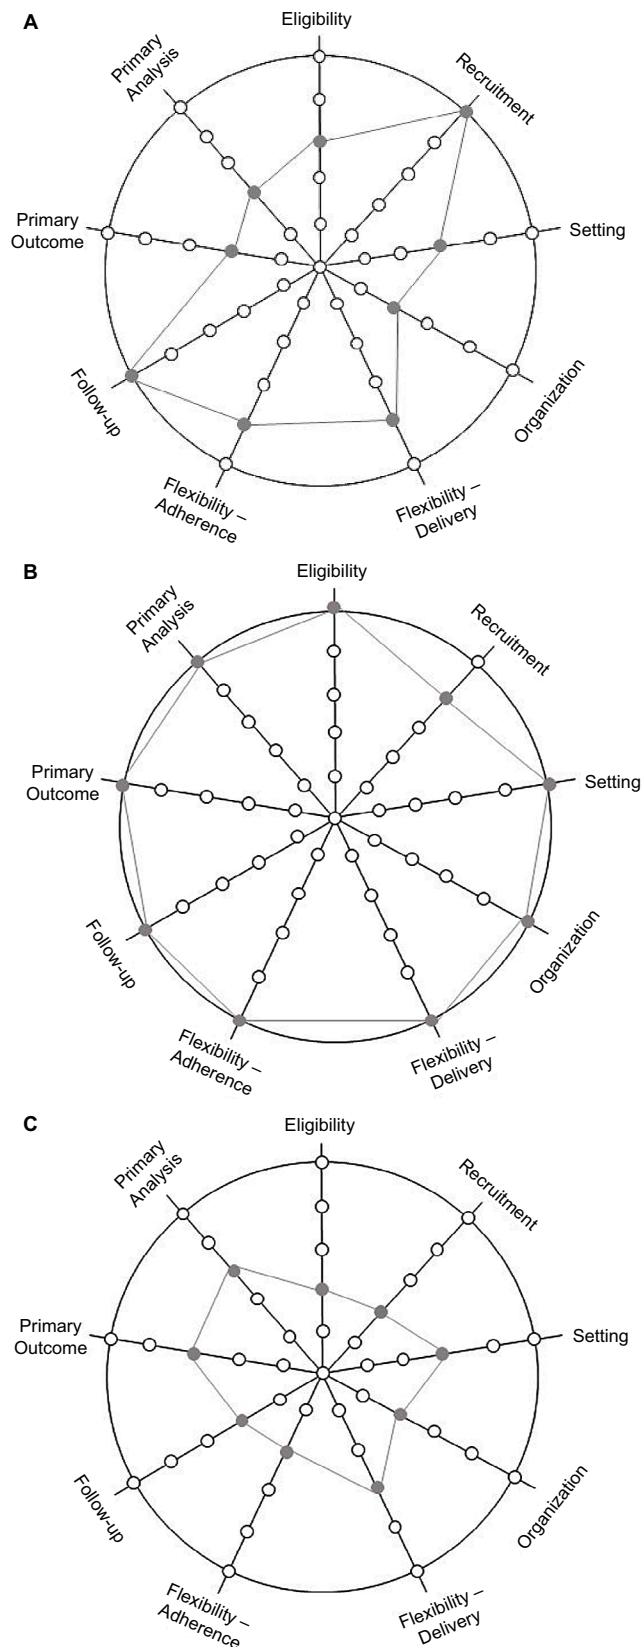 A
Eligibility
Primary
Analysis
Recruitment
Primary
Outcome
Setting
Follow-up
Organization
Flexibility –
Adherence
Flexibility –
Delivery
B
Eligibility
Primary
Analysis
Recruitment
Primary
Outcome
Setting
Follow-up
Organization
Flexibility –
Adherence
Flexibility –
Delivery
C
Eligibility
Primary
Analysis
Recruitment
Primary
Outcome
Setting
Follow-up
Organization
Flexibility –
Adherence
Flexibility –
Delivery